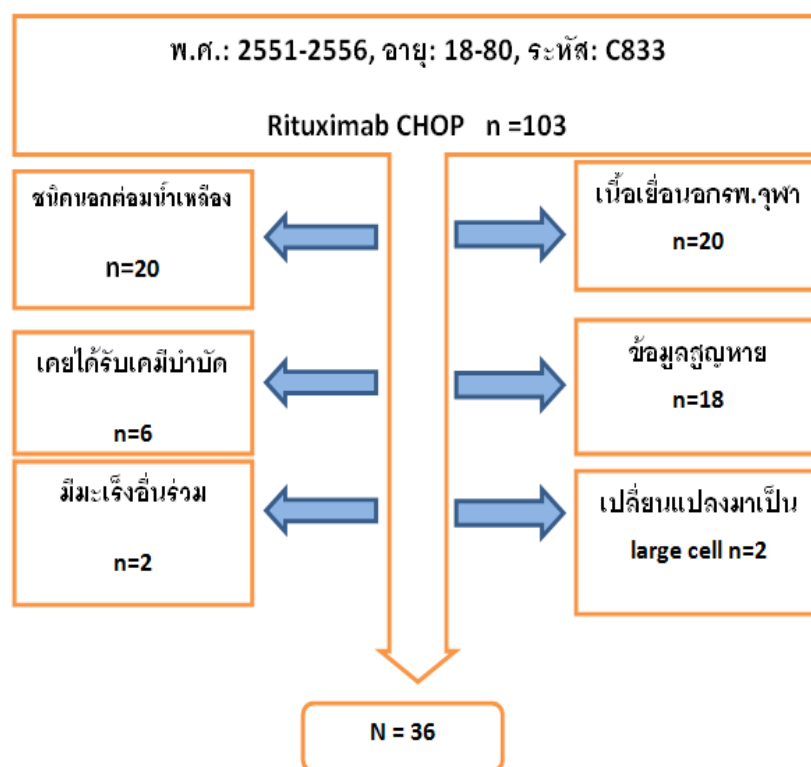 พ.ศ.: 2551-2556, อายุ: 18-80, ระหัส: C833
Rituximab CHOP n =103
ชนิดนอกต่อมน้ำเหลือง
n=20
เนื้อเยื่อนอกรพ.จุฬา
n=20
เคยได้รับเคมีบำบัด
n=6
ข้อมูลสูญหาย
n=18
มีมะเร็งอื่นร่วม
n=2
เปลี่ยนแปลงมาเป็น
large cell n=2
N = 36